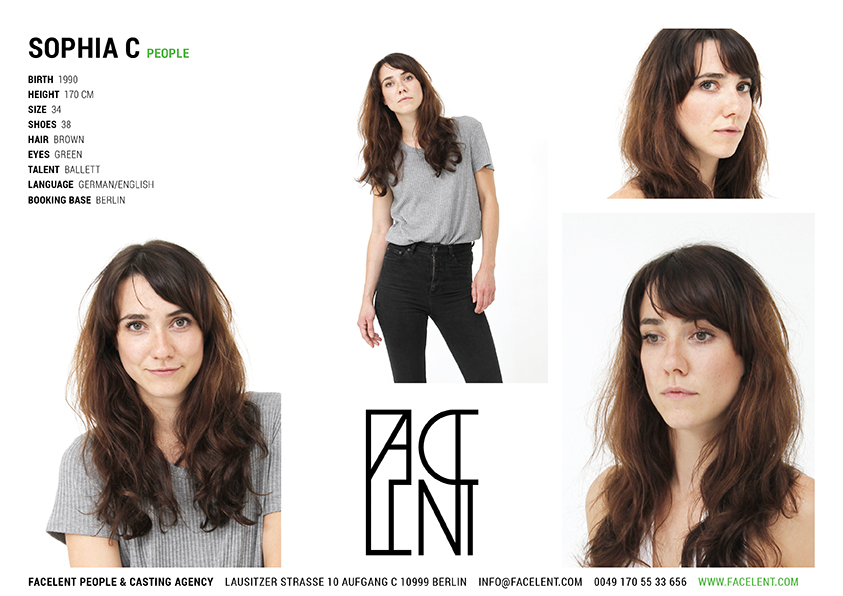 SOPHIA C PEOPLE
BIRTH 1990
HEIGHT 170 CM
SIZE 34
SHOES 38
HAIR BROWN
EYES GREEN
TALENT BALLETT
LANGUAGE GERMAN/ENGLISH
BOOKING BASE BERLIN
FACE
LENT
FACELENT PEOPLE & CASTING AGENCY LAUSITZER STRASSE 10 AUFGANG C 10999 BERLIN INFO@FACELENT.COM 0049 170 55 33 656 WWW.FACELENT.COM